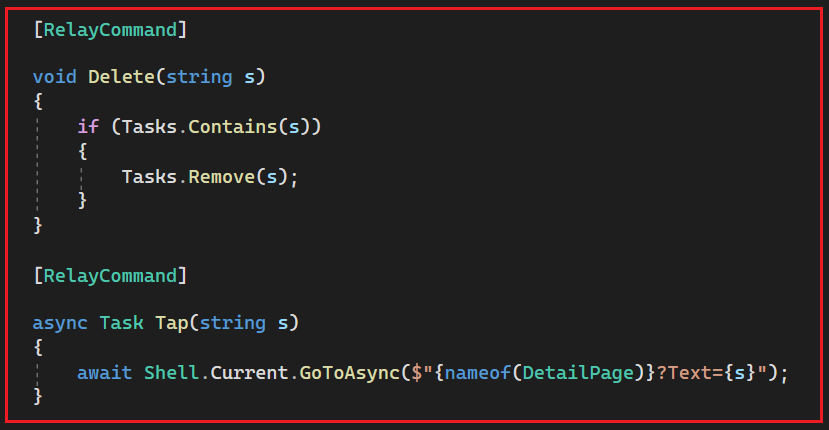 [RelayCommand]
void Delete(string s)
{
if (Tasks.Contains(s))
{
Tasks.Remove(s);
}
}
[RelayCommand]
async Task Tap(string s)
{
await Shell.Current.GoToAsync($"{nameof(DetailPage)}?Text={s}");
}